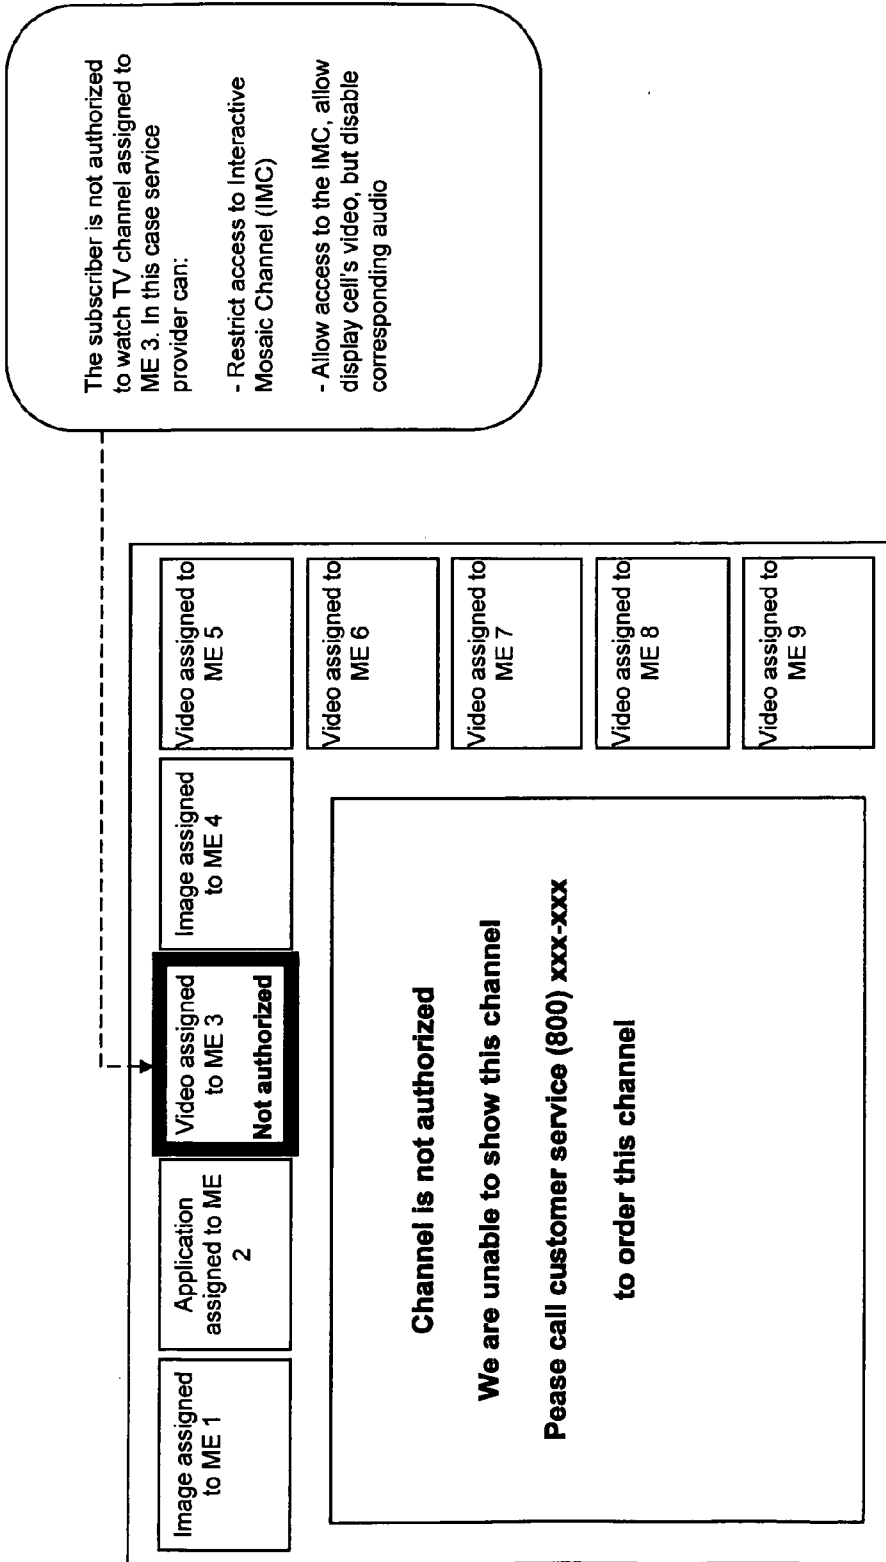 The subscriber is not authorized
to watch TV channel assigned to
ME 3. In this case service
provider can:
- Restrict access to Interactive
Mosaic Channel (IMC)
- Allow access to the IMC, allow
display cell's video, but disable
corresponding audio
Image assigned
to ME 1
Application
assigned to ME
2
Video assigned
to ME 3
Not authorized
Image assigned
to ME 4
Video assigned to
ME 5
Video assigned to
ME 6
Video assigned to
ME 7
Video assigned to
ME 8
Video assigned to
ME 9
Channel is not authorized
We are unable to show this channel
Pease call customer service (800) xxx-xxx
to order this channel